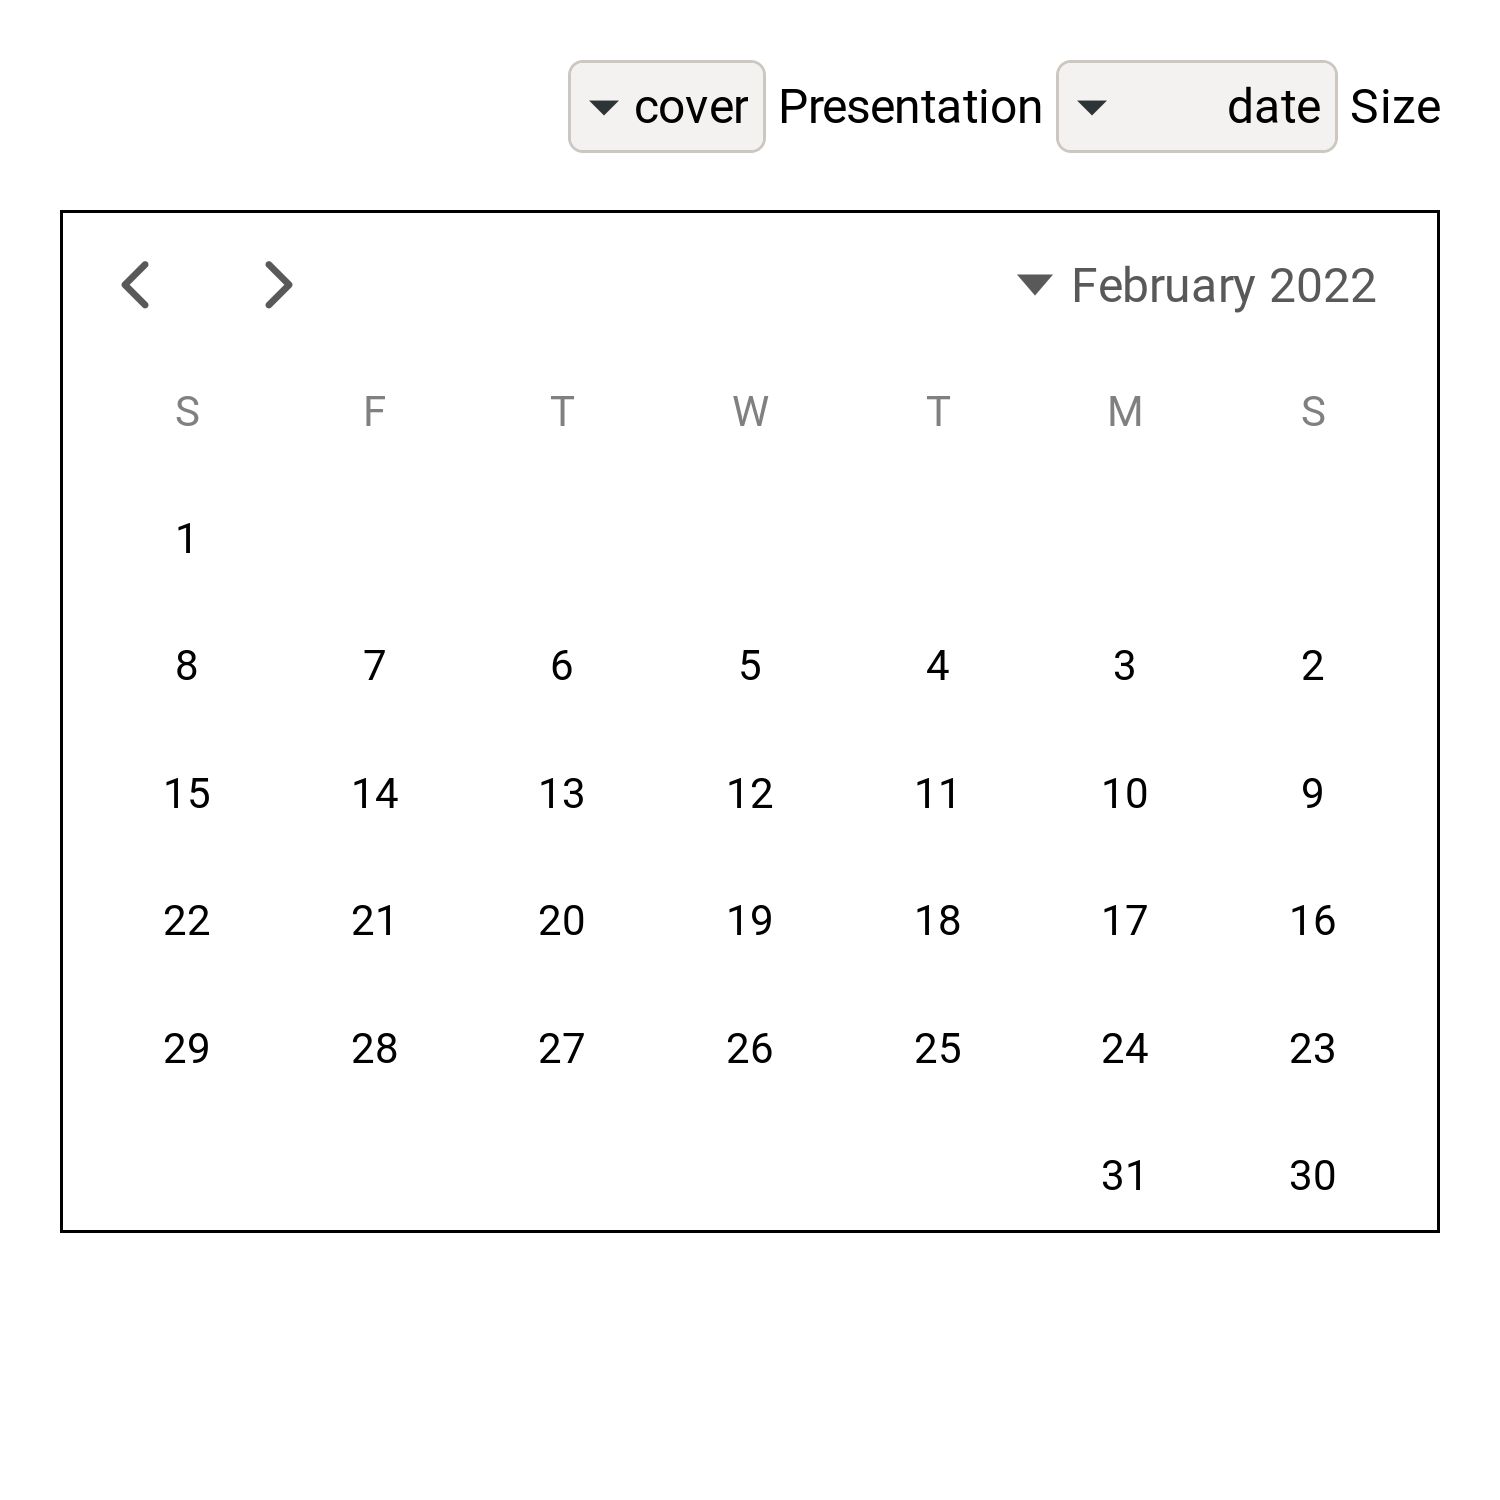 Size date Presentation cover
February 2022
S M T W T F S
1
2 3 4 5 6 7 8
9 10 11 12 13 14 15
16 17 18 19 20 21 22
23 24 25 26 27 28 29
30 31